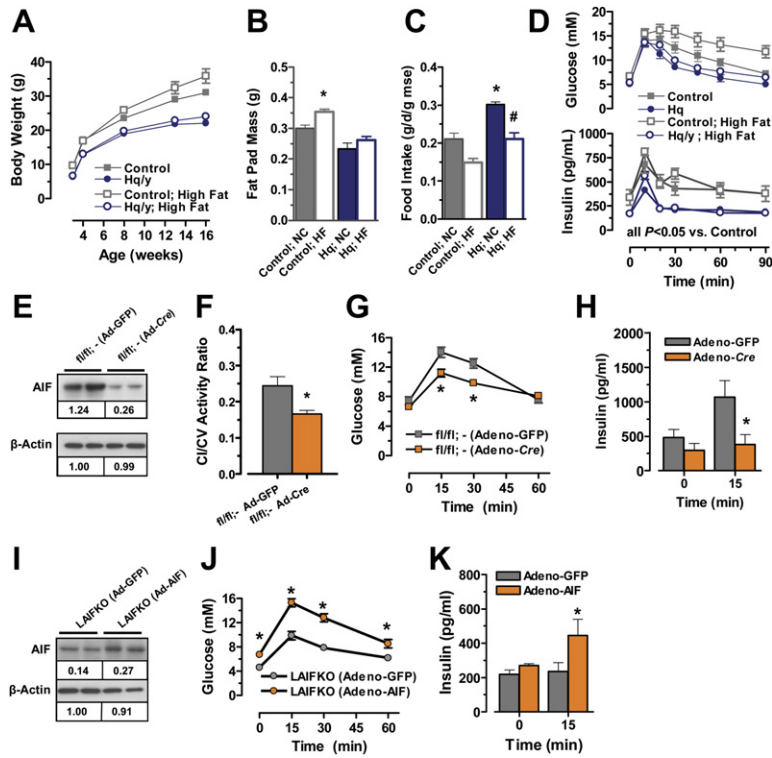 A
Body Weight (g)
40
30
20
10
0
4
8
12
16
Age (weeks)
Control
Hq/y
Control; High Fat
Hq/y; High Fat
B
Fat Pad Mass (g)
0.5
0.4
0.3
0.2
0.1
0.0
*
Control; NC
Control; HF
Hq; NC
Hq; HF
C
Food Intake (g/d/g mse)
0.4
0.3
0.2
0.1
0.0
*
#
Control; NC
Control; HF
Hq; NC
Hq; HF
D
Glucose (mM)
20
15
10
5
0
Control
Hq
Control; High Fat
Hq/y ; High Fat
Insulin (pg/mL)
1000
750
500
250
0
all P<0.05 vs. Control
0
30
60
90
Time (min)
E
fl/fl; - (Ad-GFP)
fl/fl; - (Ad-Cre)
AIF
1.24
0.26
β-Actin
1.00
0.99
F
CI/CV Activity Ratio
0.4
0.3
0.2
0.1
0.0
*
fl/fl;- Ad-GFP
fl/fl;- Ad-Cre
G
Glucose (mM)
16
12
8
4
0
*
*
fl/fl; - (Adeno-GFP)
fl/fl; - (Adeno-Cre)
0
15
30
45
60
Time (min)
H
Insulin (pg/ml)
2000
1500
1000
500
0
Adeno-GFP
Adeno-Cre
*
0
15
Time (min)
I
LAIFKO (Ad-GFP)
LAIFKO (Ad-AIF)
AIF
0.14
0.27
β-Actin
1.00
0.91
J
Glucose (mM)
16
12
8
4
0
*
*
*
*
LAIFKO (Adeno-GFP)
LAIFKO (Adeno-AIF)
0
15
30
45
60
Time (min)
K
Insulin (pg/ml)
800
600
400
200
0
Adeno-GFP
Adeno-AIF
*
0
15
Time (min)